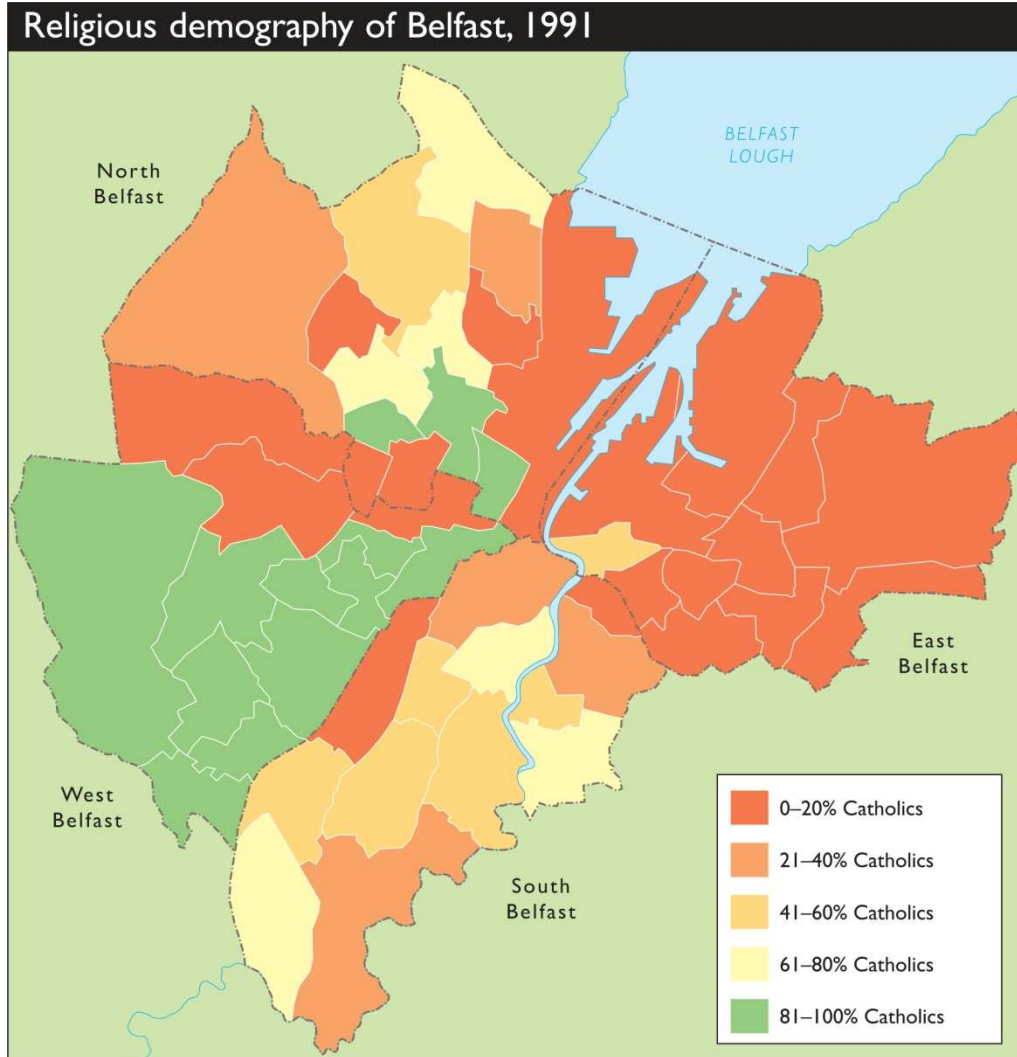 Religious demography of Belfast, 1991
BELFAST
LOUGH
North
Belfast
East
Belfast
West
Belfast
South
Belfast
0–20% Catholics
21–40% Catholics
41–60% Catholics
61–80% Catholics
81–100% Catholics